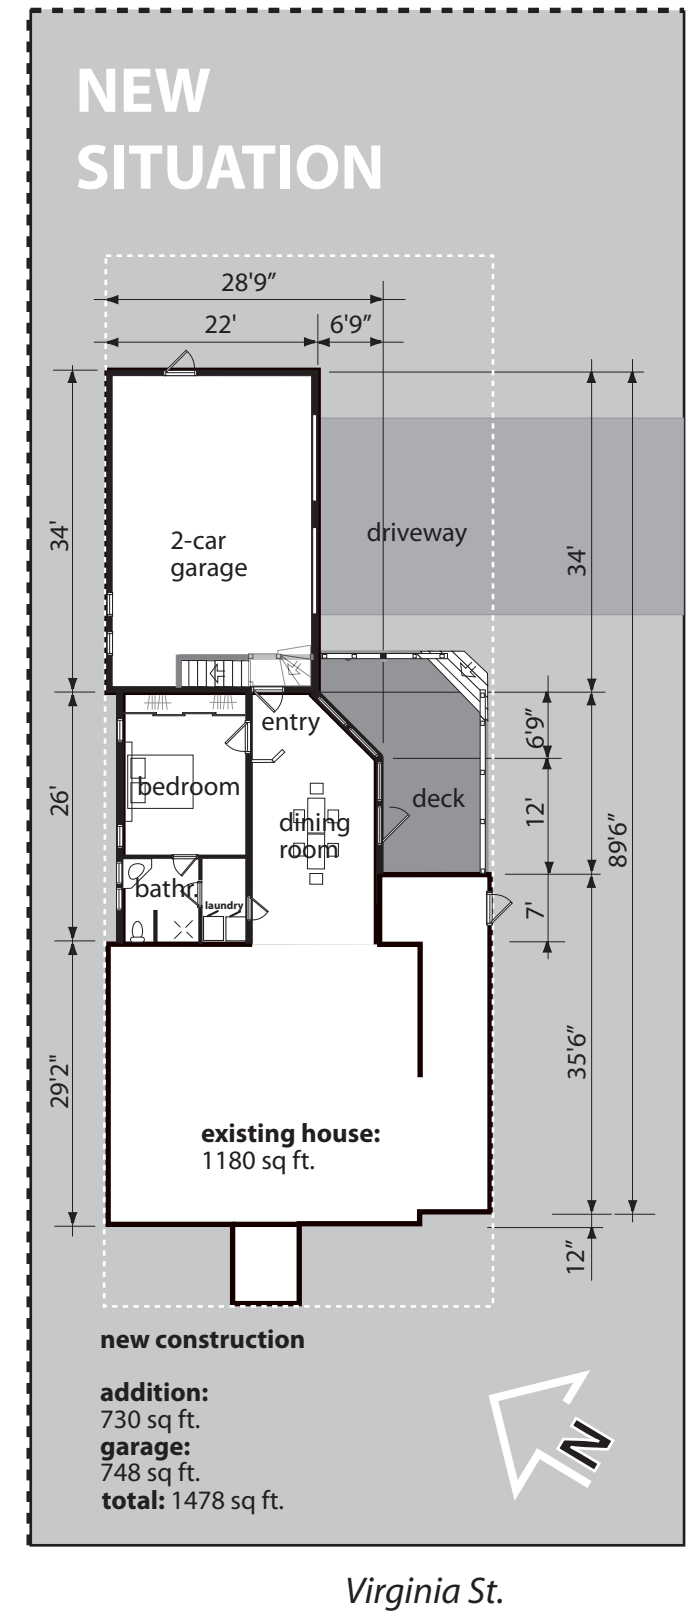 NEW
SITUATION
28'9”
22'
6'9”
34'
2-car
garage
driveway
34'
entry
6'9”
26'
bedroom
deck
12'
dining
room
89'6”
bathr.
laundry
7'
29'2"
35'6”
existing house:
1180 sq ft.
12”
new construction
addition:
730 sq ft.
garage:
748 sq ft.
total: 1478 sq ft.
N
Virginia St.